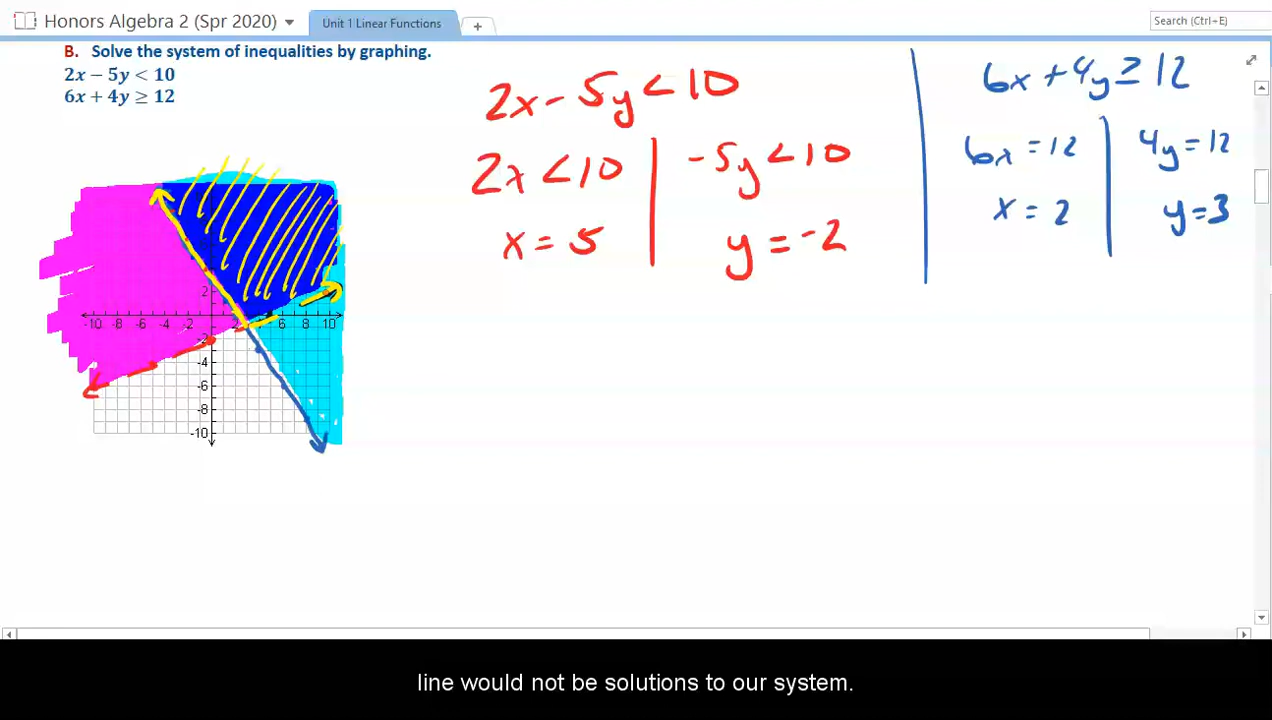 Honors Algebra 2 (Spr 2020)
Unit 1 Linear Functions
+
Search (Ctrl+E)
B. Solve the system of inequalities by graphing.
2x − 5y < 10
6x + 4y ≥ 12
2x - 5y < 10
2x < 10
x = 5
-5y < 10
y = -2
6x + 4y ≥ 12
6x = 12
x = 2
4y = 12
y = 3
2
-10 -8 -6 -4 -2 2 6 8 10
-2
-4
-6
-8
-10
line would not be solutions to our system.